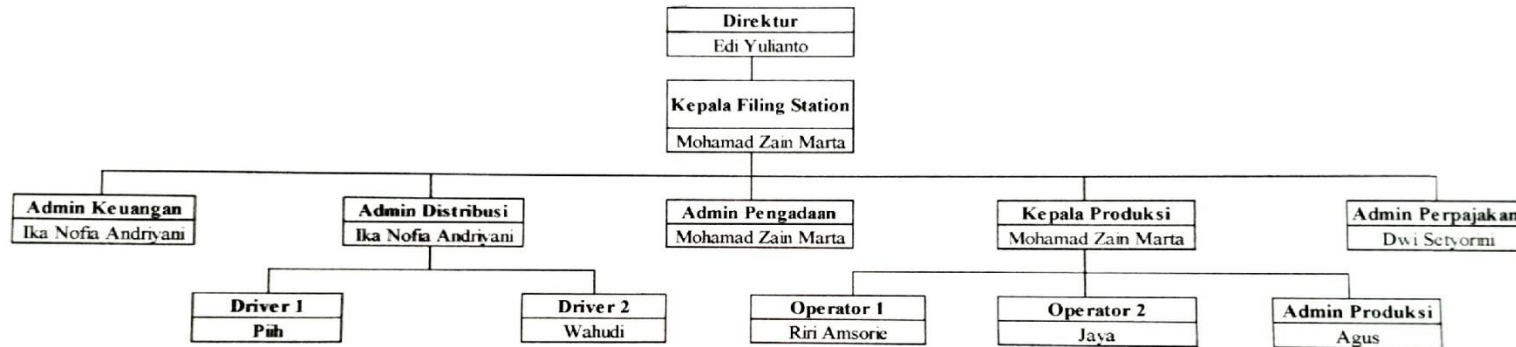 Direktur
Edi Yulianto
Kepala Filing Station
Mohamad Zain Marta
Admin Keuangan
Ika Nofia Andriyani
Admin Distribusi
Ika Nofia Andriyani
Admin Pengadaan
Mohamad Zain Marta
Kepala Produksi
Mohamad Zain Marta
Admin Perpajakan
Dwi Setyorini
Driver 1
Piih
Driver 2
Wahudi
Operator 1
Riri Amsorie
Operator 2
Jaya
Admin Produksi
Agus